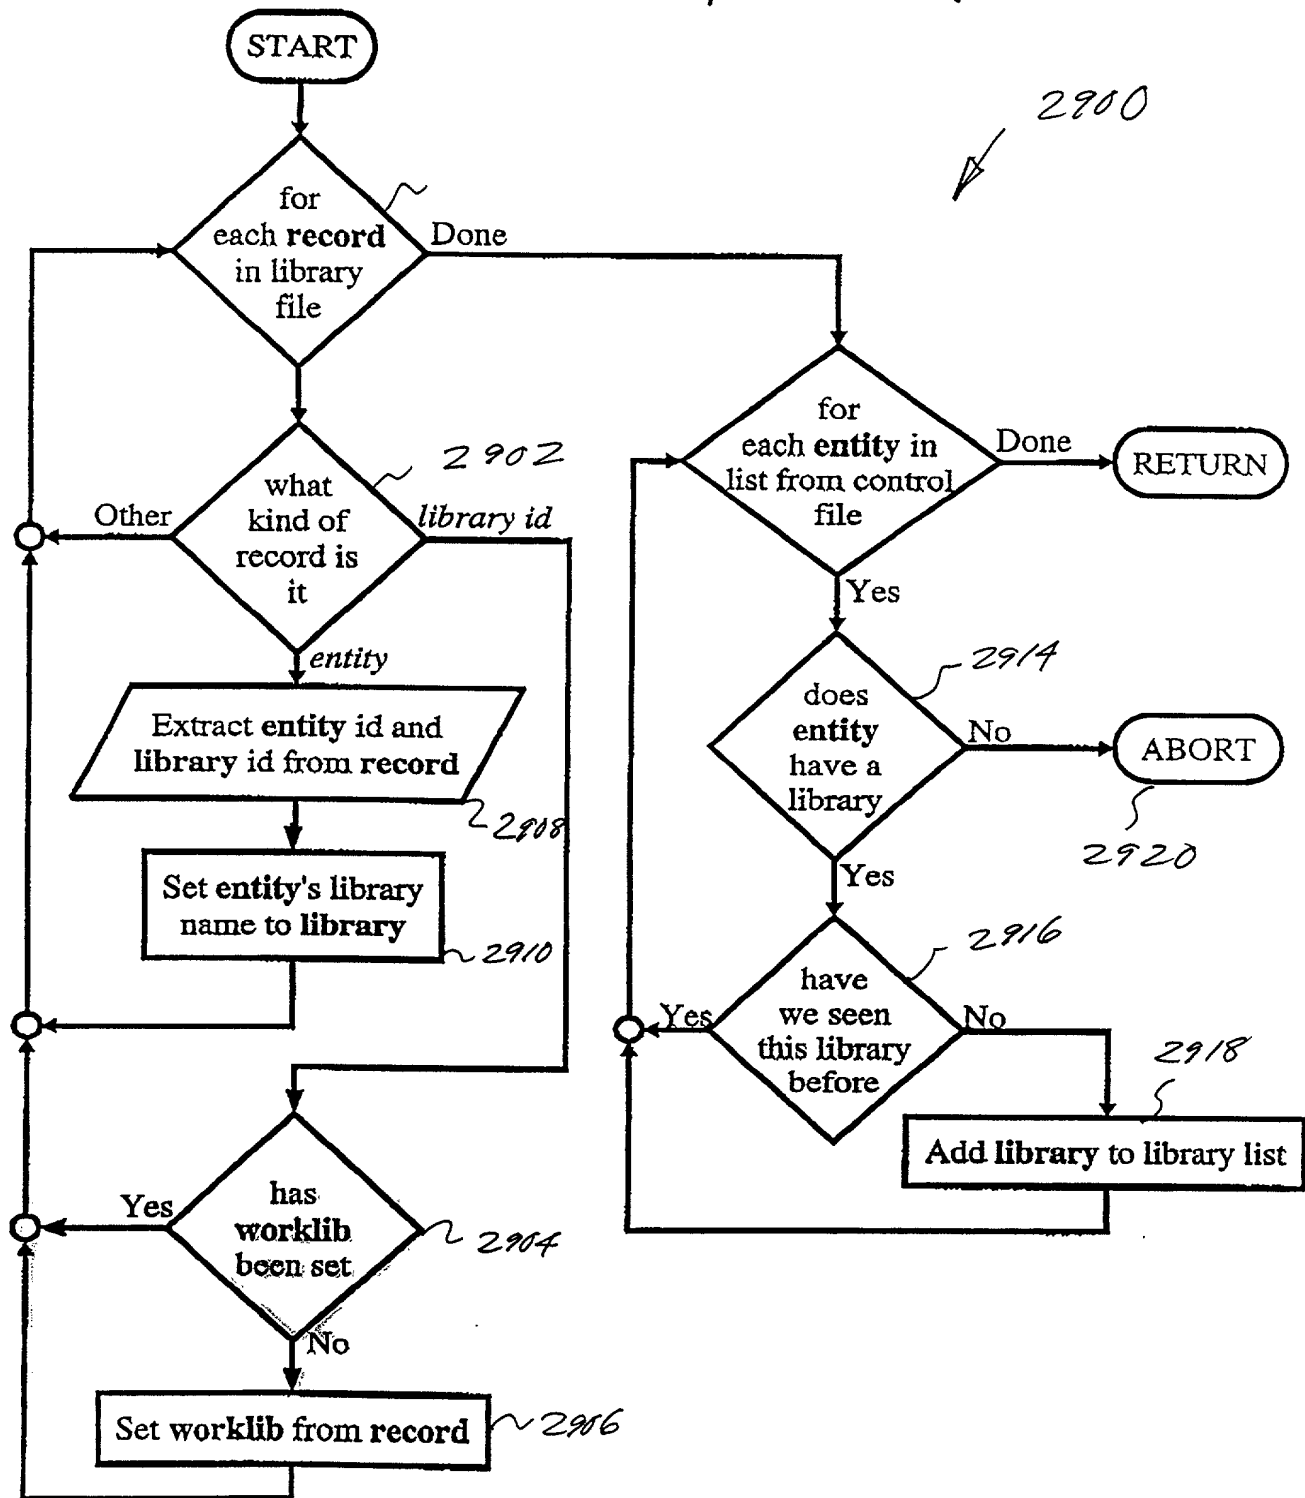 START
2900
for
each record
in library
file
Done
what
kind of
record is
it
2902
Other
library id
entity
Extract entity id and
library id from record
2908
Set entity's library
name to library
2910
has
worklib
been set
2904
Yes
No
Set worklib from record
2906
for
each entity in
list from control
file
Done
RETURN
Yes
does
entity
have a
library
2914
No
ABORT
2920
Yes
have
we seen
this library
before
2916
Yes
No
2918
Add library to library list